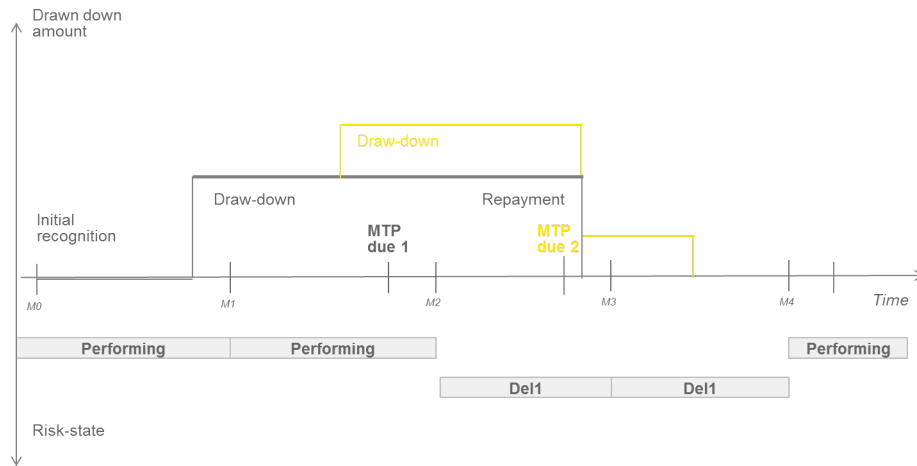 Drawn down
amount
Draw-down
Draw-down
Repayment
Initial
recognition
MTP
due 1
MTP
due 2
M0
M1
M2
M3
M4
Time
Performing
Performing
Performing
Del1
Del1
Risk-state